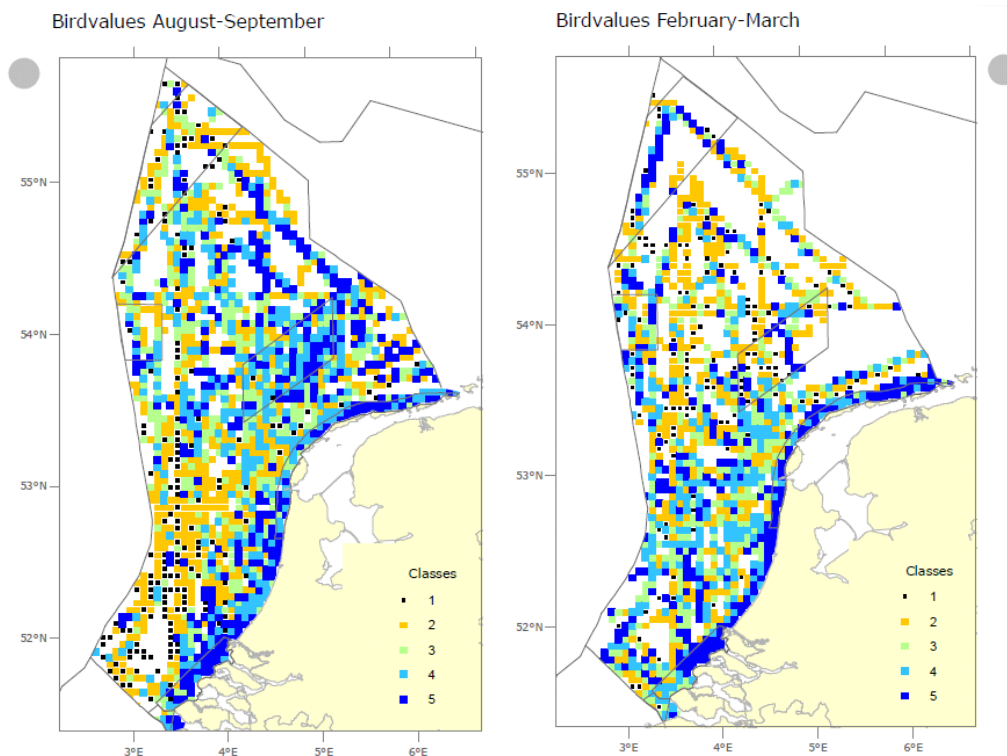 Birdvalues August-September
55°N
54°N
53°N
52°N
3°E 4°E 5°E 6°E
Classes
1
2
3
4
5
Birdvalues February-March
55°N
54°N
53°N
52°N
3°E 4°E 5°E 6°E
Classes
1
2
3
4
5